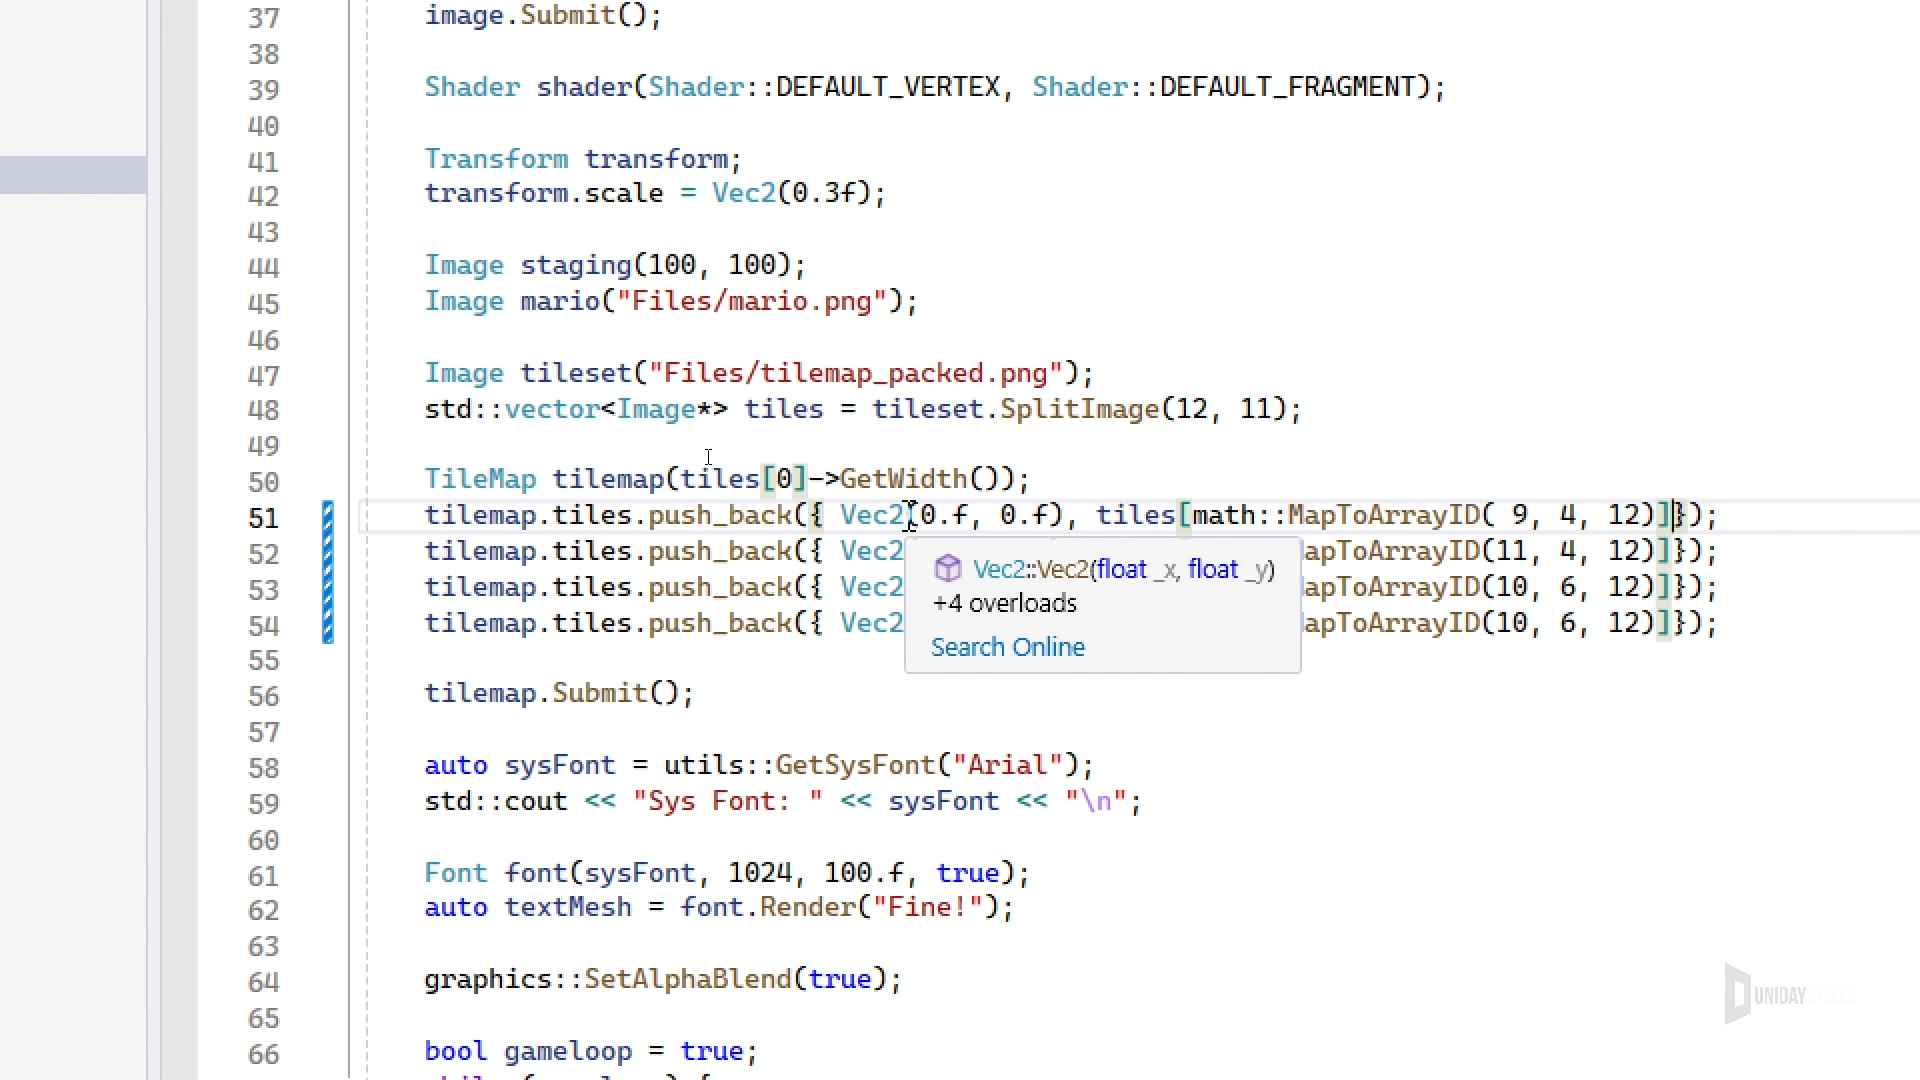 37 image.Submit();
38
39 Shader shader(Shader::DEFAULT_VERTEX, Shader::DEFAULT_FRAGMENT);
40
41 Transform transform;
42 transform.scale = Vec2(0.3f);
43
44 Image staging(100, 100);
45 Image mario("Files/mario.png");
46
47 Image tileset("Files/tilemap_packed.png");
48 std::vector<Image*> tiles = tileset.SplitImage(12, 11);
49
50 TileMap tilemap(tiles[0]->GetWidth());
51 tilemap.tiles.push_back({ Vec2(0.f, 0.f), tiles[math::MapToArrayID( 9, 4, 12)]});
52 tilemap.tiles.push_back({ Vec2 apToArrayID(11, 4, 12)]});
53 tilemap.tiles.push_back({ Vec2 apToArrayID(10, 6, 12)]});
54 tilemap.tiles.push_back({ Vec2 apToArrayID(10, 6, 12)]});
Vec2::Vec2(float _x, float _y)
+4 overloads
Search Online
55
56 tilemap.Submit();
57
58 auto sysFont = utils::GetSysFont("Arial");
59 std::cout << "Sys Font: " << sysFont << "\n";
60
61 Font font(sysFont, 1024, 100.f, true);
62 auto textMesh = font.Render("Fine!");
63
64 graphics::SetAlphaBlend(true);
65
66 bool gameloop = true;
UNIDAY STUDIO